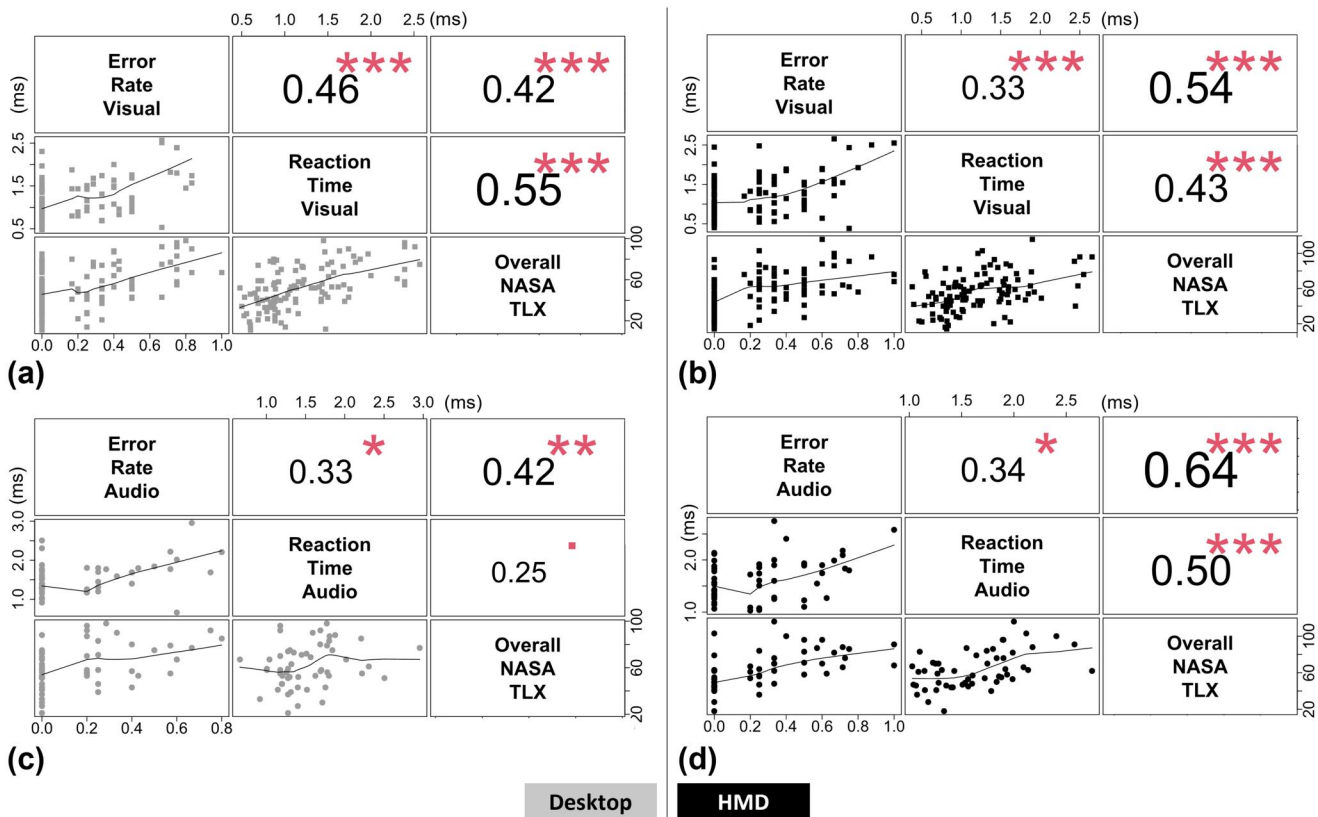 0.5 1.0 1.5 2.0 2.5 (ms)
Error
Rate
Visual
0.46
***
0.42
***
(ms)
0.5 1.5 2.5
Reaction
Time
Visual
0.55
***
Overall
NASA
TLX
20 60 100
0.0 0.2 0.4 0.6 0.8 1.0
(a)
0.5 1.0 1.5 2.0 2.5 (ms)
Error
Rate
Visual
0.33
***
0.54
***
(ms)
0.5 1.5 2.5
Reaction
Time
Visual
0.43
***
Overall
NASA
TLX
20 60 100
0.0 0.2 0.4 0.6 0.8 1.0
(b)
1.0 1.5 2.0 2.5 3.0 (ms)
Error
Rate
Audio
0.33
*
0.42
**
(ms)
1.0 2.0 3.0
Reaction
Time
Audio
0.25
Overall
NASA
TLX
20 60 100
0.0 0.2 0.4 0.6 0.8
(c)
1.0 1.5 2.0 2.5 (ms)
Error
Rate
Audio
0.34
*
0.64
***
(ms)
1.0 2.0
Reaction
Time
Audio
0.50
***
Overall
NASA
TLX
20 60 100
0.0 0.2 0.4 0.6 0.8 1.0
(d)
Desktop
HMD